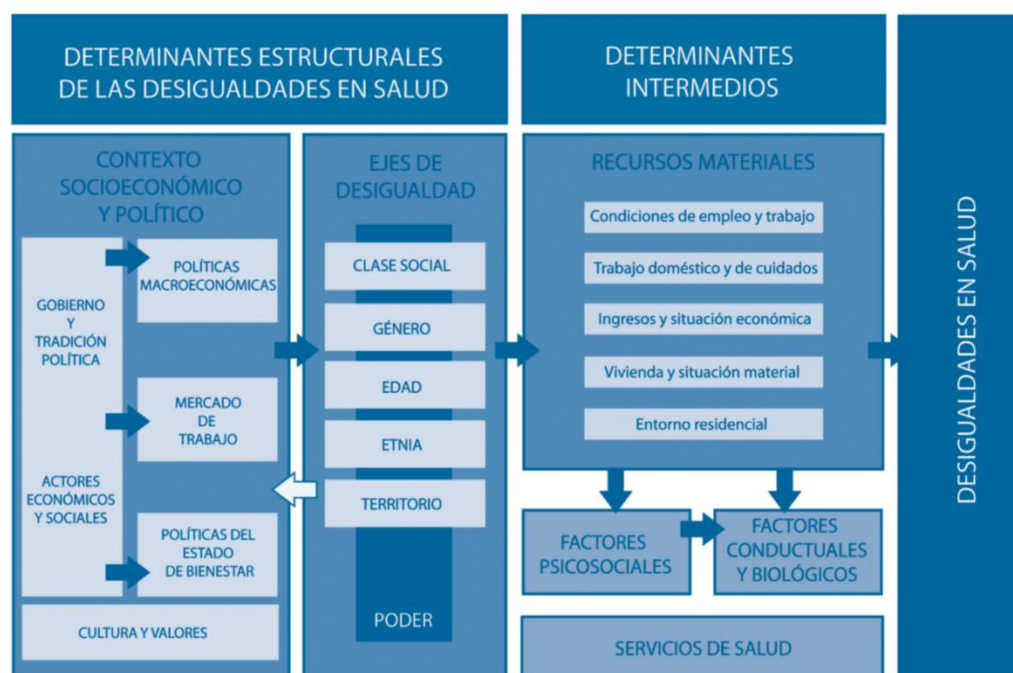 DETERMINANTES ESTRUCTURALES
DE LAS DESIGUALDADES EN SALUD
CONTEXTO
SOCIOECONÓMICO
Y POLÍTICO
GOBIERNO
Y
TRADICIÓN
POLÍTICA
ACTORES
ECONÓMICOS
Y SOCIALES
POLÍTICAS
MACROECONÓMICAS
MERCADO
DE
TRABAJO
POLÍTICAS DEL
ESTADO
DE BIENESTAR
CULTURA Y VALORES
EJES DE
DESIGUALDAD
CLASE SOCIAL
GÉNERO
EDAD
ETNIA
TERRITORIO
PODER
DETERMINANTES
INTERMEDIOS
RECURSOS MATERIALES
Condiciones de empleo y trabajo
Trabajo doméstico y de cuidados
Ingresos y situación económica
Vivienda y situación material
Entorno residencial
FACTORES
PSICOSOCIALES
FACTORES
CONDUCTUALES
Y BIOLÓGICOS
SERVICIOS DE SALUD
DESIGUALDADES EN SALUD